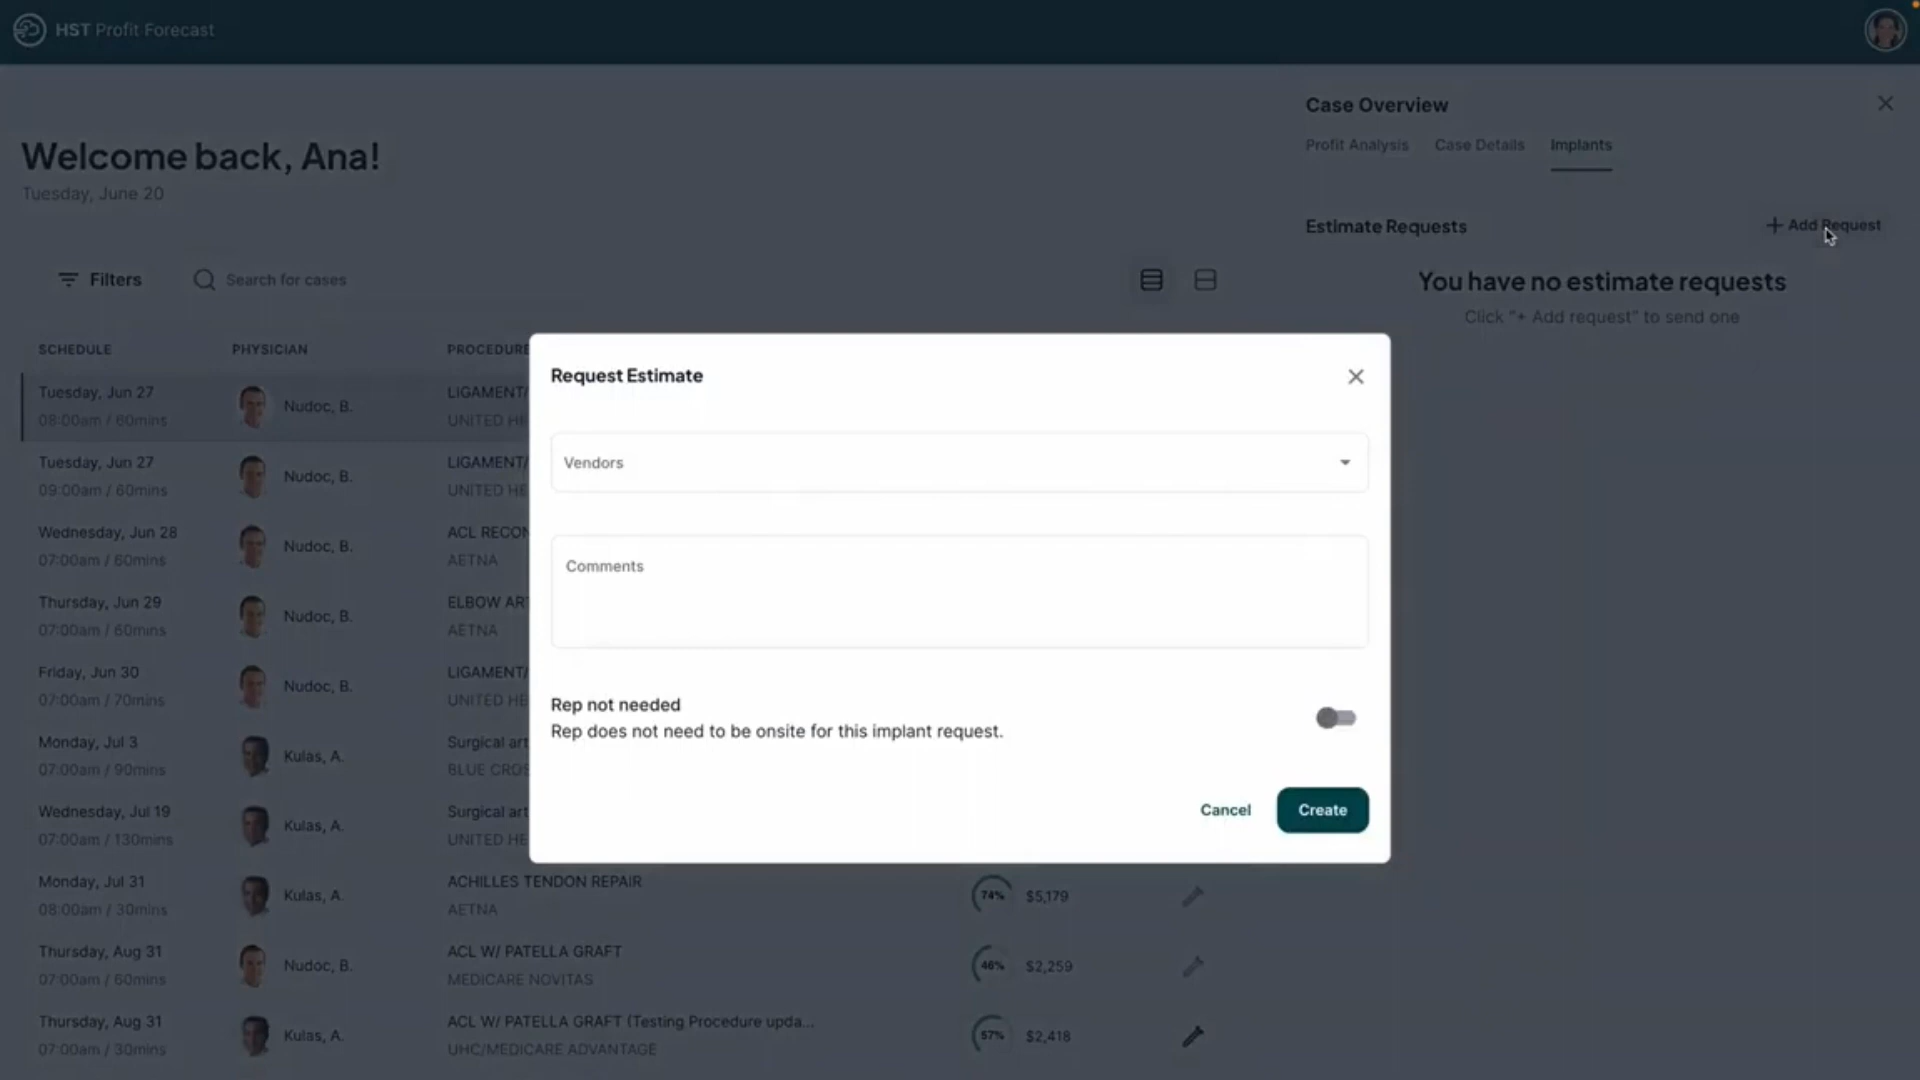 HST Profit Forecast
Welcome back, Ana!
Tuesday, June 20
Filters
Search for cases
SCHEDULE PHYSICIAN PROCEDURE
Tuesday, Jun 27
08:00am / 60mins
Nudoc, B.
LIGAMENT/
UNITED HE
Tuesday, Jun 27
09:00am / 60mins
Nudoc, B.
LIGAMENT/
UNITED HE
Wednesday, Jun 28
07:00am / 60mins
Nudoc, B.
ACL RECON
AETNA
Thursday, Jun 29
07:00am / 60mins
Nudoc, B.
ELBOW ART
AETNA
Friday, Jun 30
07:00am / 70mins
Nudoc, B.
LIGAMENT/
UNITED HE
Monday, Jul 3
07:00am / 90mins
Kulas, A.
Surgical art
BLUE CROS
Wednesday, Jul 19
07:00am / 130mins
Kulas, A.
Surgical art
UNITED HE
Monday, Jul 31
08:00am / 30mins
Kulas, A.
ACHILLES TENDON REPAIR
AETNA
74% $5,179
Thursday, Aug 31
07:00am / 60mins
Nudoc, B.
ACL W/ PATELLA GRAFT
MEDICARE NOVITAS
46% $2,259
Thursday, Aug 31
07:00am / 30mins
Kulas, A.
ACL W/ PATELLA GRAFT (Testing Procedure upda...
UHC/MEDICARE ADVANTAGE
57% $2,418
Case Overview
Profit Analysis Case Details Implants
Estimate Requests
+ Add Request
You have no estimate requests
Click "+ Add request" to send one
Request Estimate
Vendors
Comments
Rep not needed
Rep does not need to be onsite for this implant request.
Cancel Create